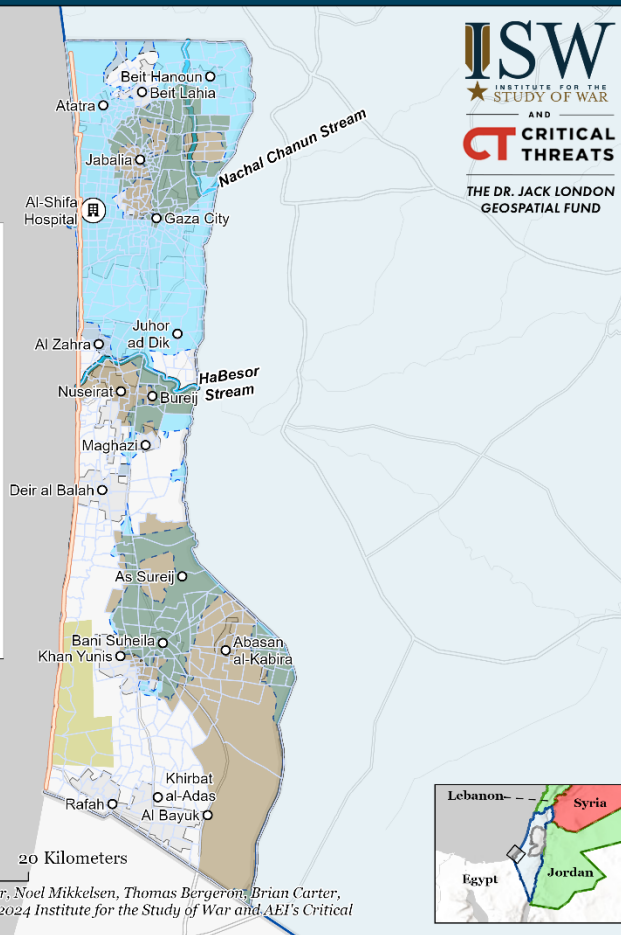 ISW
INSTITUTE FOR THE
STUDY OF WAR
AND
CT CRITICAL
THREATS
THE DR. JACK LONDON
GEOSPATIAL FUND
Beit Hanoun
Beit Lahia
Atatra
Nachal Chanun Stream
Jabalia
Al-Shifa
Hospital
Gaza City
Juhor
ad Dik
Al Zahra
HaBesor
Stream
Nuseirat
Bureij
Maghazi
Deir al Balah
As Sureij
Bani Suheila
Khan Yunis
Abasan
al-Kabira
Khirbat
al-Adas
Rafah
Al Bayuk
Lebanon
Syria
Egypt
Jordan
20 Kilometers
r, Noel Mikkelsen, Thomas Bergeron, Brian Carter,
2024 Institute for the Study of War and AEI's Critical